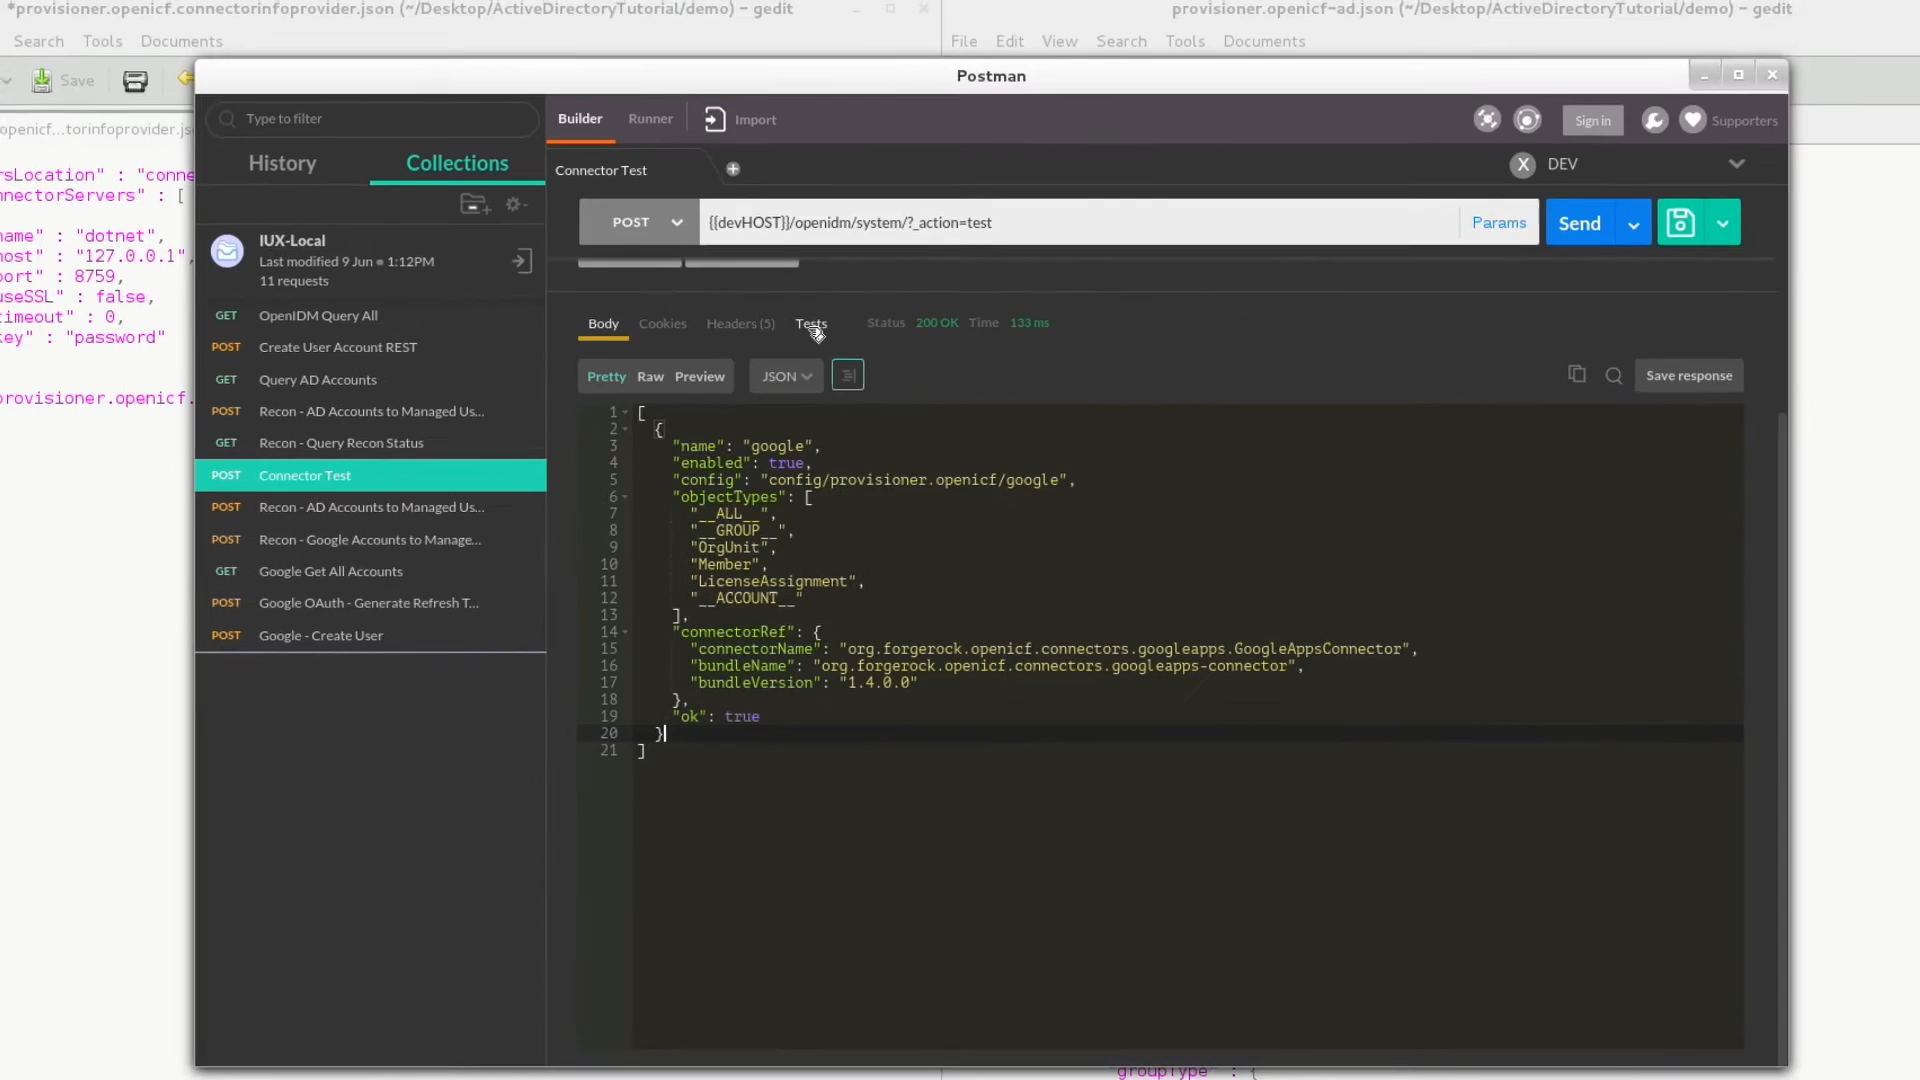 *provisioner.openicf.connectorinfoprovider.json (~/Desktop/ActiveDirectoryTutorial/demo) – gedit
provisioner.openicf-ad.json (~/Desktop/ActiveDirectoryTutorial/demo) – gedit
Search Tools Documents
File Edit View Search Tools Documents
Save
Postman
openicf...torinfoprovider.js
rsLocation" : "conne
nnectorServers" : [
name" : "dotnet",
host" : "127.0.0.1",
port" : 8759,
useSSL" : false,
timeout" : 0,
key" : "password"
provisioner.openicf.
Type to filter
History Collections
IUX-Local
Last modified 9 Jun 1:12PM
11 requests
GET OpenIDM Query All
POST Create User Account REST
GET Query AD Accounts
POST Recon - AD Accounts to Managed Us...
GET Recon - Query Recon Status
POST Connector Test
POST Recon - AD Accounts to Managed Us...
POST Recon - Google Accounts to Manage...
GET Google Get All Accounts
POST Google OAuth - Generate Refresh T...
POST Google - Create User
Builder Runner Import Sign in Supporters
Connector Test
X DEV
POST {{devHOST}}/openidm/system/?_action=test Params Send
Body Cookies Headers (5) Tests Status 200 OK Time 133 ms
Pretty Raw Preview JSON Save response
1 [
2 {
3 "name": "google",
4 "enabled": true,
5 "config": "config/provisioner.openicf/google",
6 "objectTypes": [
7 "__ALL__",
8 "__GROUP__",
9 "OrgUnit",
10 "Member",
11 "LicenseAssignment",
12 "__ACCOUNT__"
13 ],
14 "connectorRef": {
15 "connectorName": "org.forgerock.openicf.connectors.googleapps.GoogleAppsConnector",
16 "bundleName": "org.forgerock.openicf.connectors.googleapps-connector",
17 "bundleVersion": "1.4.0.0"
18 },
19 "ok": true
20 }
21 ]
"groupType" : {